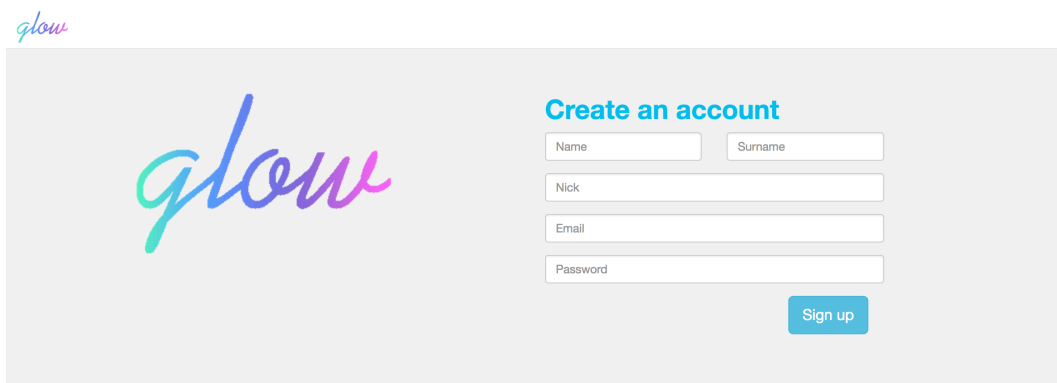 glow
glow
Create an account
Name Surname
Nick
Email
Password
Sign up